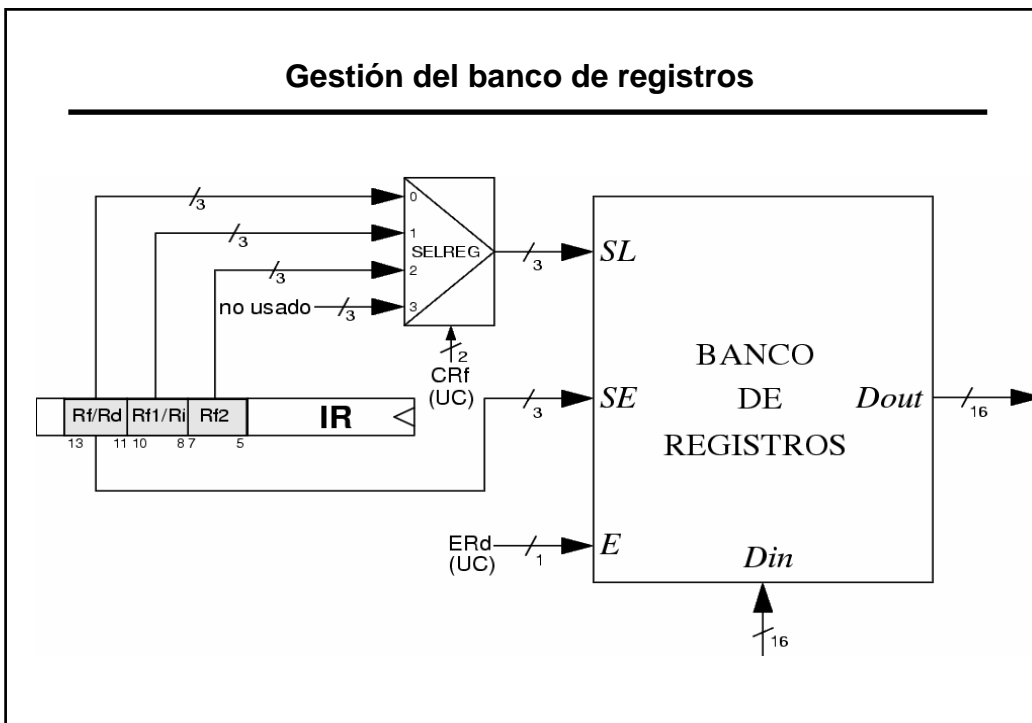 Gestión del banco de registros
3
0
3
1
SELREG
3
SL
3
2
no usado
3
3
2
CRf
(UC)
BANCO
DE
REGISTROS
3
SE
Dout
16
Rf/Rd
Rf1/Ri
Rf2
IR
13
11
10
8
7
5
ERd
(UC)
1
E
Din
16